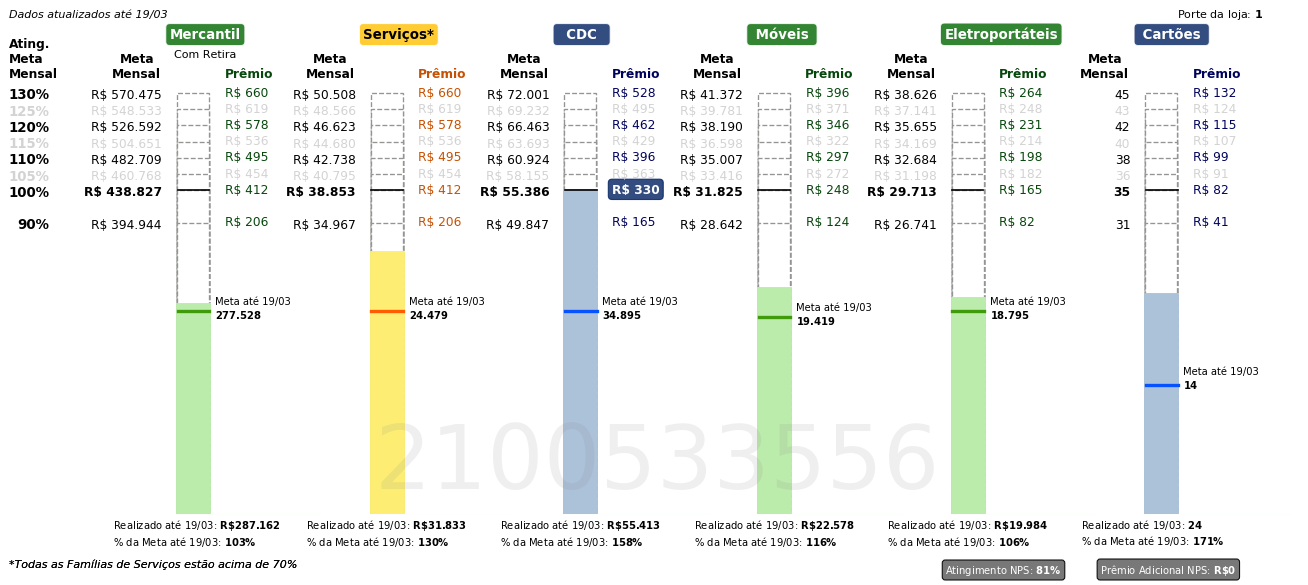 Dados atualizados até 19/03
Porte da loja: 1
Mercantil Serviços* CDC Móveis Eletroportáteis Cartões
Com Retira
Ating. Meta Mensal
Meta Mensal Prêmio Meta Mensal Prêmio Meta Mensal Prêmio Meta Mensal Prêmio Meta Mensal Prêmio Meta Mensal Prêmio
130% R$ 570.475 R$ 660 R$ 50.508 R$ 660 R$ 72.001 R$ 528 R$ 41.372 R$ 396 R$ 38.626 R$ 264 45 R$ 132
125% R$ 548.533 R$ 619 R$ 48.566 R$ 619 R$ 69.232 R$ 495 R$ 39.781 R$ 371 R$ 37.141 R$ 248 43 R$ 124
120% R$ 526.592 R$ 578 R$ 46.623 R$ 578 R$ 66.463 R$ 462 R$ 38.190 R$ 346 R$ 35.655 R$ 231 42 R$ 115
115% R$ 504.651 R$ 536 R$ 44.680 R$ 536 R$ 63.693 R$ 429 R$ 36.598 R$ 322 R$ 34.169 R$ 214 40 R$ 107
110% R$ 482.709 R$ 495 R$ 42.738 R$ 495 R$ 60.924 R$ 396 R$ 35.007 R$ 297 R$ 32.684 R$ 198 38 R$ 99
105% R$ 460.768 R$ 454 R$ 40.795 R$ 454 R$ 58.155 R$ 363 R$ 33.416 R$ 272 R$ 31.198 R$ 182 36 R$ 91
100% R$ 438.827 R$ 412 R$ 38.853 R$ 412 R$ 55.386 R$ 330 R$ 31.825 R$ 248 R$ 29.713 R$ 165 35 R$ 82
90% R$ 394.944 R$ 206 R$ 34.967 R$ 206 R$ 49.847 R$ 165 R$ 28.642 R$ 124 R$ 26.741 R$ 82 31 R$ 41
Meta até 19/03 Meta até 19/03 Meta até 19/03 Meta até 19/03 Meta até 19/03
277.528 24.479 34.895 19.419 18.795
Meta até 19/03
14
2100533556
Realizado até 19/03: R$287.162 Realizado até 19/03: R$31.833 Realizado até 19/03: R$55.413 Realizado até 19/03: R$22.578 Realizado até 19/03: R$19.984 Realizado até 19/03: 24
% da Meta até 19/03: 103% % da Meta até 19/03: 130% % da Meta até 19/03: 158% % da Meta até 19/03: 116% % da Meta até 19/03: 106% % da Meta até 19/03: 171%
*Todas as Famílias de Serviços estão acima de 70%
Atingimento NPS: 81% Prêmio Adicional NPS: R$0